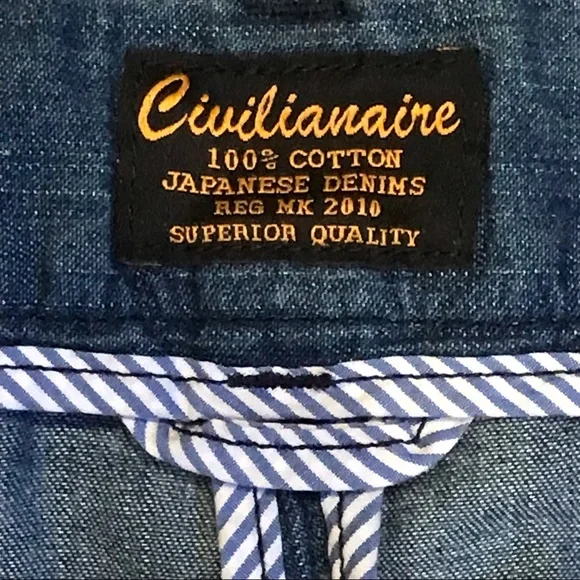 Civilianaire
100% COTTON
JAPANESE DENIMS
REG MK 2010
SUPERIOR QUALITY